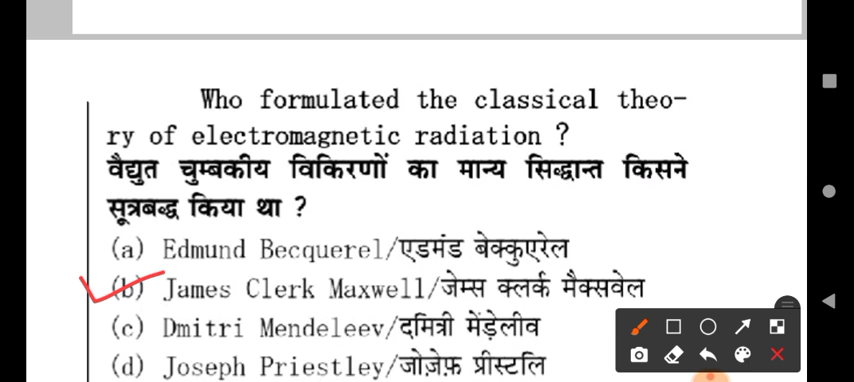 Who formulated the classical theo-
ry of electromagnetic radiation ?
वैद्युत चुम्बकीय विकिरणों का मान्य सिद्धान्त किसने
सूत्रबद्ध किया था ?
(a) Edmund Becquerel/एडमंड बेक्कुएरेल
(b) James Clerk Maxwell/जेम्स क्लर्क मैक्सवेल
(c) Dmitri Mendeleev/दमित्री मेंड़ेलीव
(d) Joseph Priestley/जोज़ेफ़ प्रीस्टलि